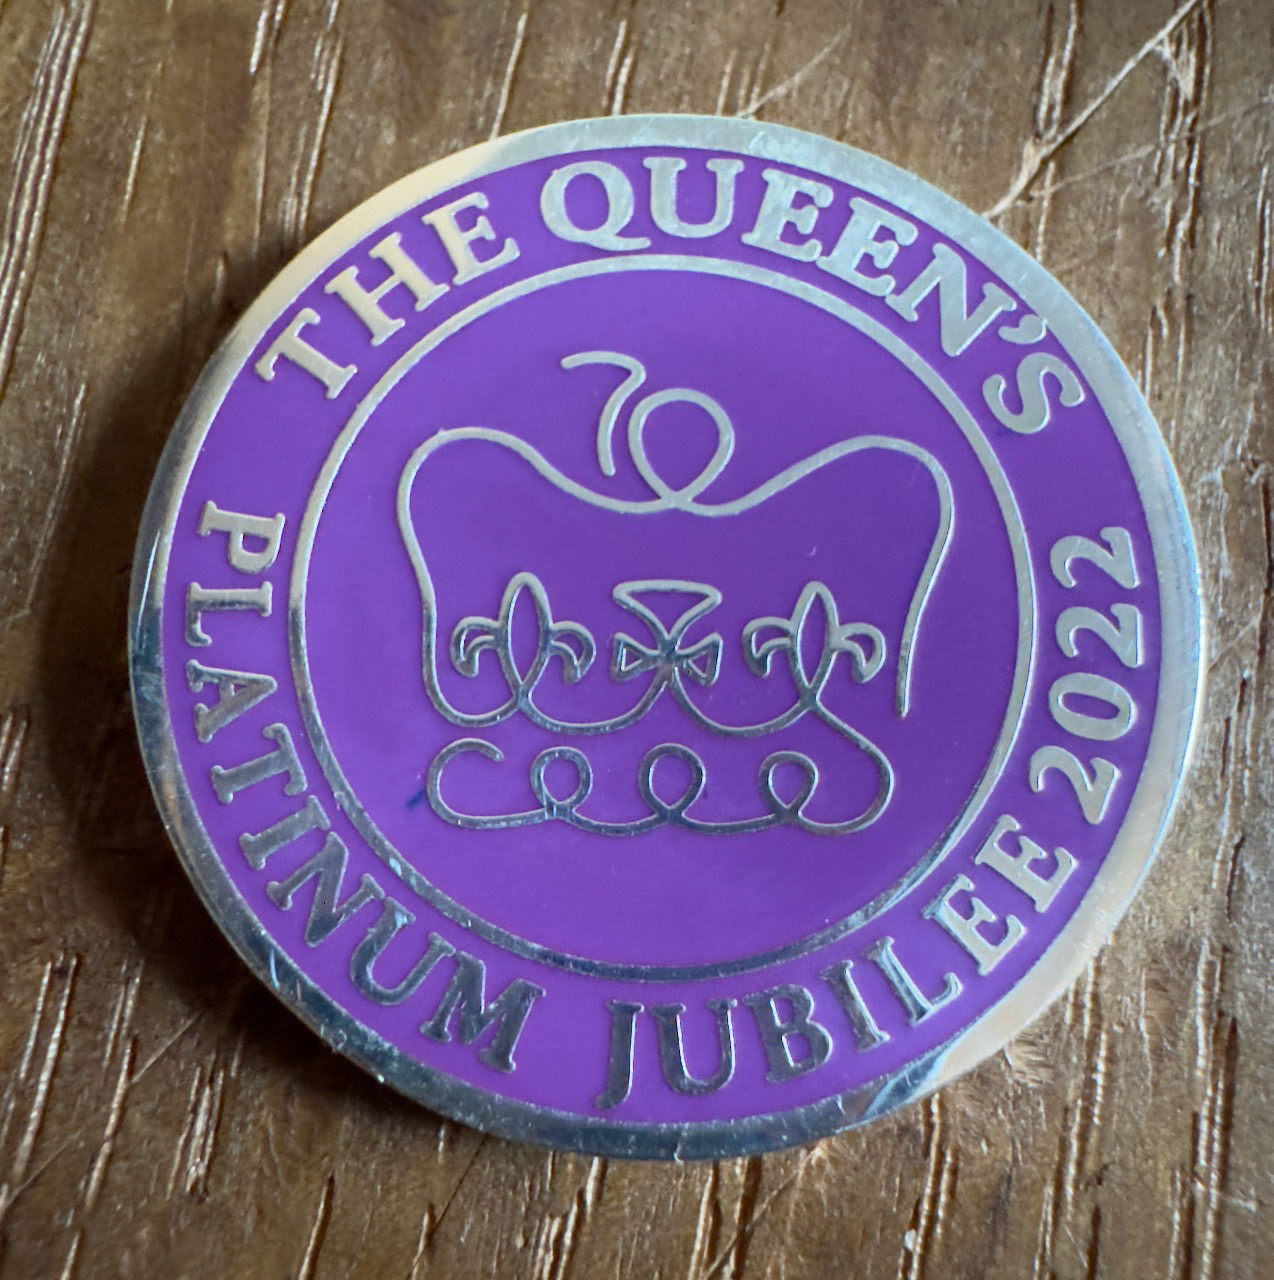 THE QUEEN'S
PLATINUM JUBILEE 2022
70